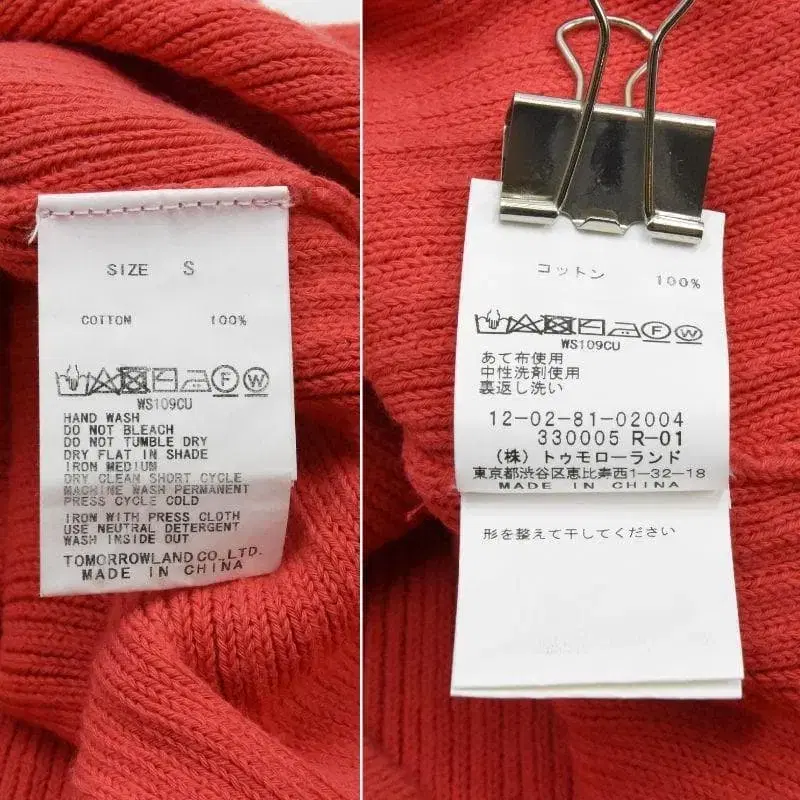 SIZE S
COTTON 100%
WS109CU
HAND WASH
DO NOT BLEACH
DO NOT TUMBLE DRY
DRY FLAT IN SHADE
IRON MEDIUM
DRY CLEAN SHORT CYCLE
MACHINE WASH PERMANENT
PRESS CYCLE COLD
IRON WITH PRESS CLOTH
USE NEUTRAL DETERGENT
WASH INSIDE OUT
TOMORROWLAND CO.,LTD.
MADE IN CHINA
コットン 100%
F W
WS109CU
あて布使用
中性洗剤使用
裏返し洗い
12-02-81-02004
330005 R-01
(株)トゥモローランド
東京都渋谷区恵比寿西1-32-18
MADE IN CHINA
形を整えて干してください